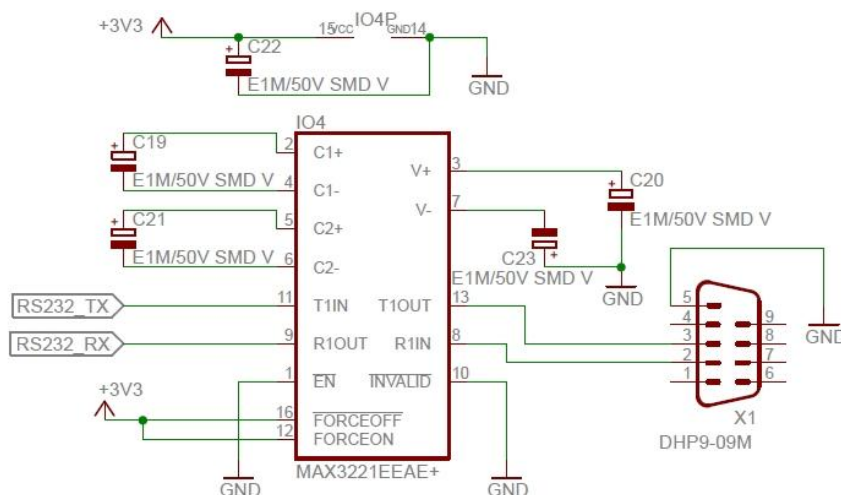 +3V3
15 VCC
IO4P
GND 14
C22
E1M/50V SMD V
GND
IO4
2 C1+
C19
E1M/50V SMD V
4 C1-
5 C2+
C21
E1M/50V SMD V
6 C2-
V+ 3
C20
E1M/50V SMD V
V- 7
C23
E1M/50V SMD V
GND
RS232_TX
11 T1IN
T1OUT 13
RS232_RX
9 R1OUT
R1IN 8
1 EN
INVALID 10
+3V3
16 FORCEOFF
12 FORCEON
MAX3221EEAE+
GND
GND
5
4
3
2
1
9
8
7
6
GND
X1
DHP9-09M